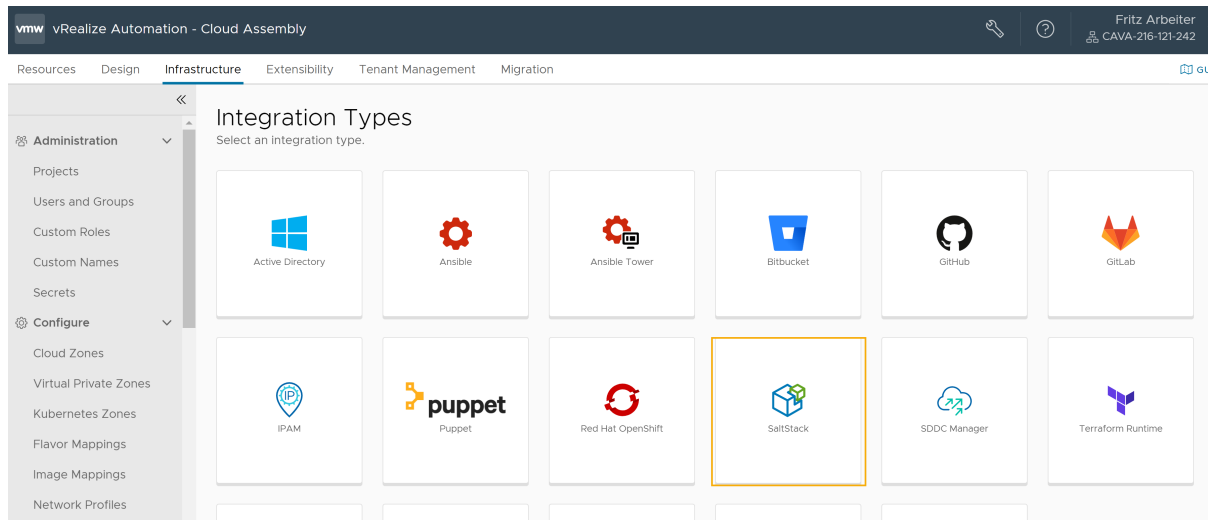 vmw vRealize Automation - Cloud Assembly
Fritz Arbeiter
CAVA-216-121-242
Resources Design Infrastructure Extensibility Tenant Management Migration
GU
Administration
Projects
Users and Groups
Custom Roles
Custom Names
Secrets
Configure
Cloud Zones
Virtual Private Zones
Kubernetes Zones
Flavor Mappings
Image Mappings
Network Profiles
Integration Types
Select an integration type.
Active Directory
Ansible
Ansible Tower
Bitbucket
GitHub
GitLab
IP
IPAM
puppet
Puppet
Red Hat OpenShift
SaltStack
SDDC Manager
Terraform Runtime